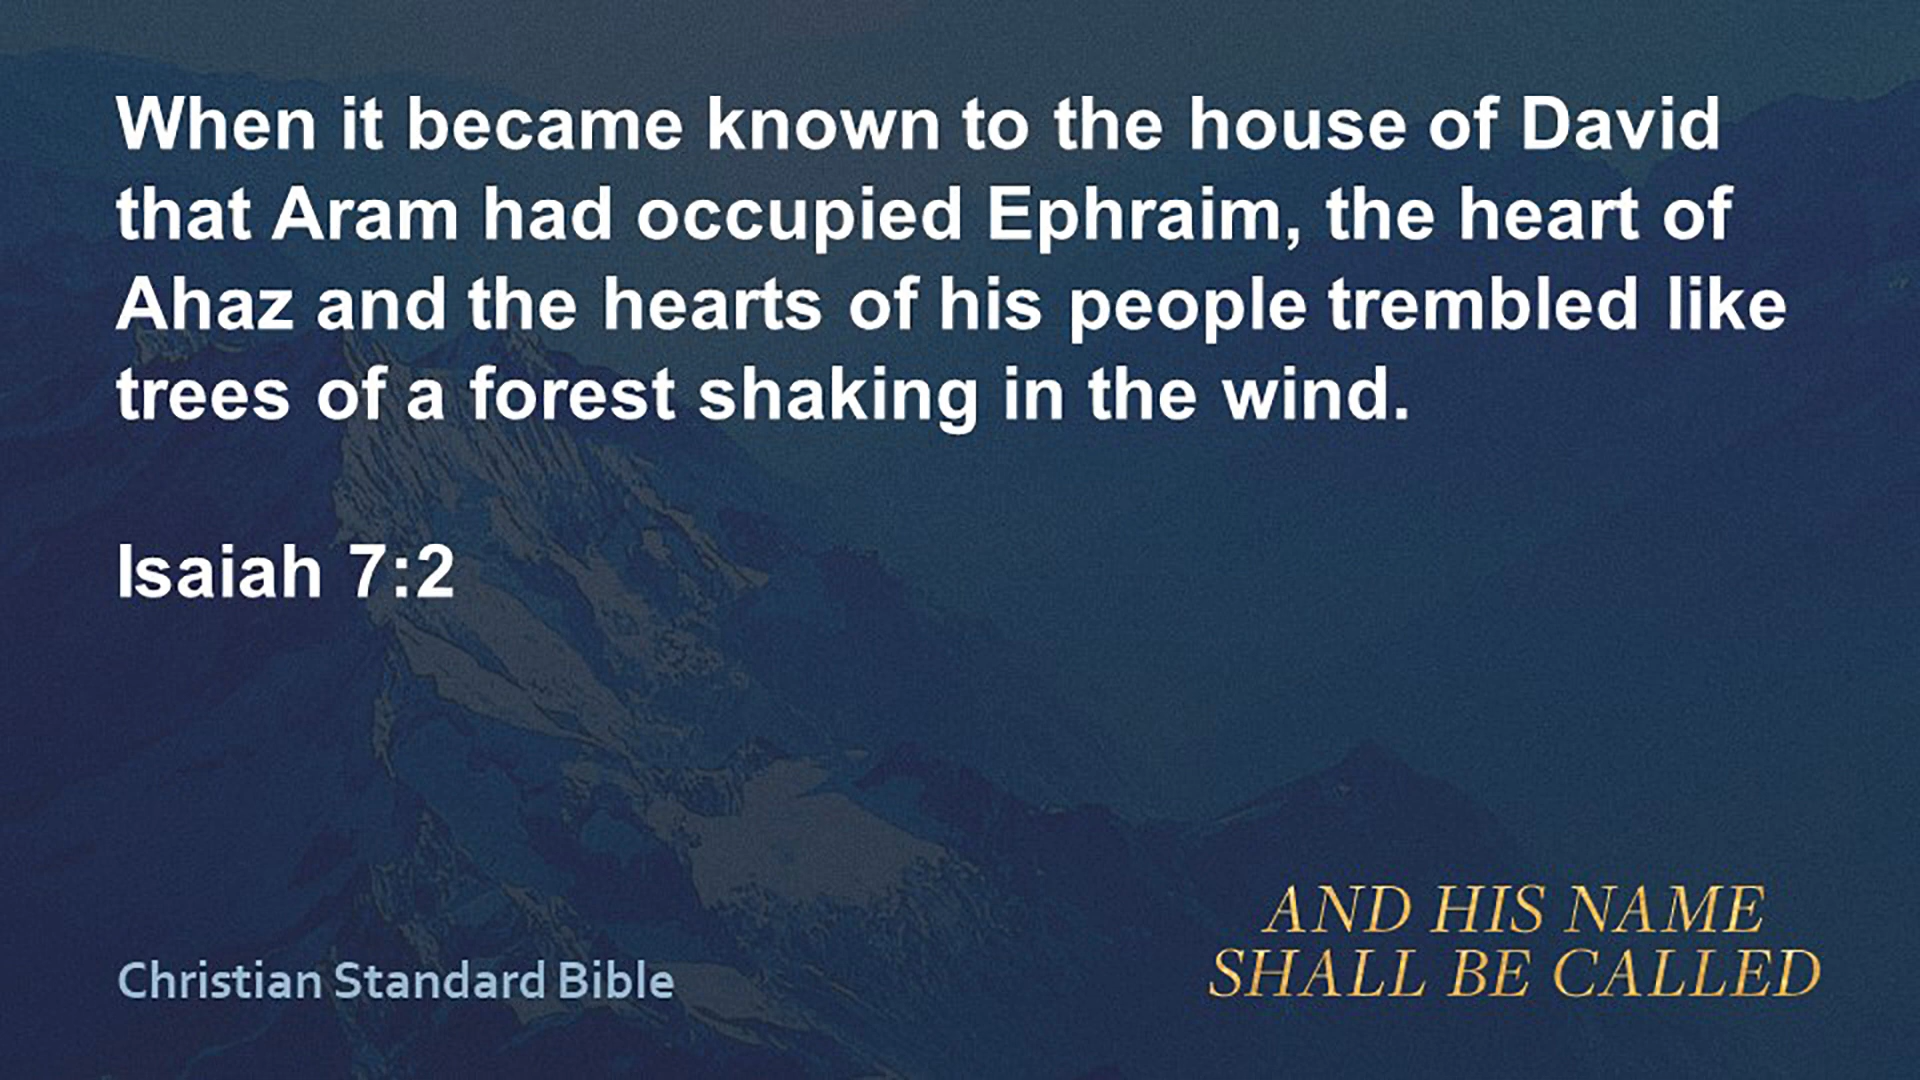 When it became known to the house of David
that Aram had occupied Ephraim, the heart of
Ahaz and the hearts of his people trembled like
trees of a forest shaking in the wind.
Isaiah 7:2
Christian Standard Bible
AND HIS NAME
SHALL BE CALLED